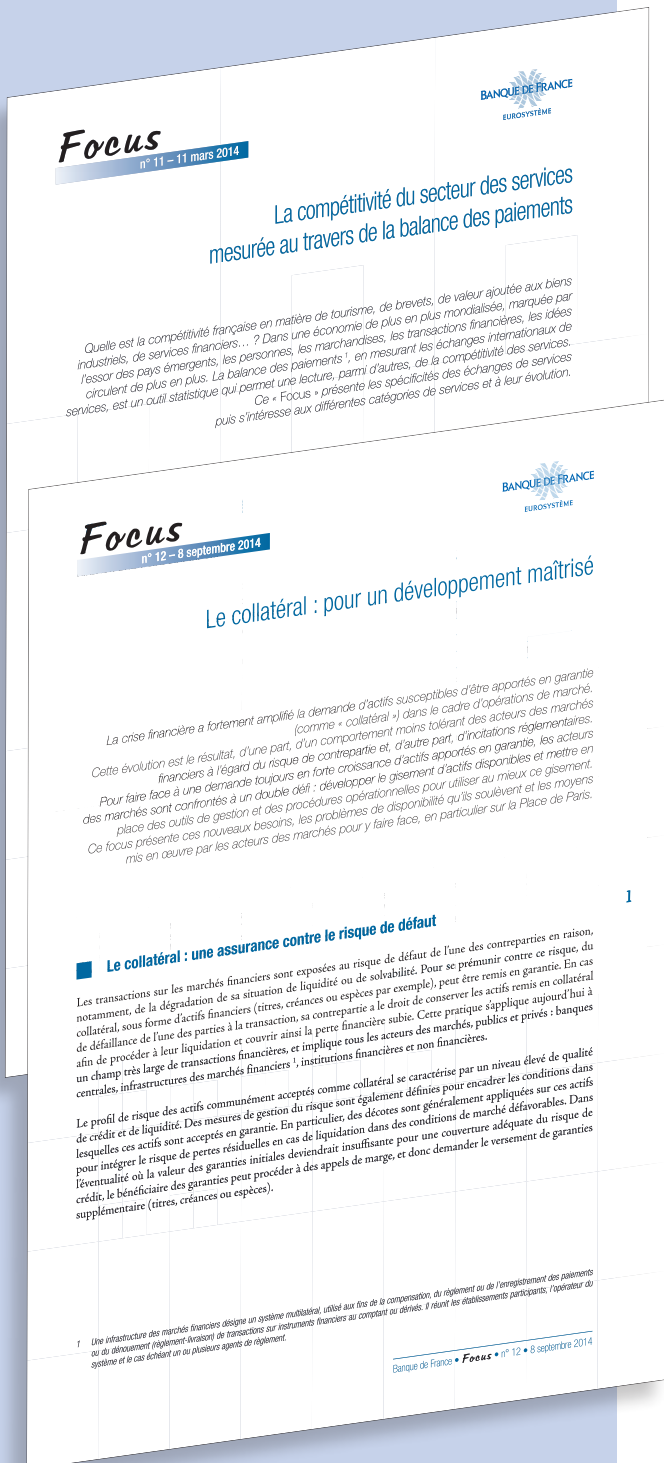 BANQUE DE FRANCE
EUROSYSTÈME
Focus
n° 11 – 11 mars 2014
La compétitivité du secteur des services
mesurée au travers de la balance des paiements
Quelle est la compétitivité française en matière de tourisme, de brevets, de valeur ajoutée aux biens
industriels, de services financiers… ? Dans une économie de plus en plus mondialisée, marquée par
l'essor des pays émergents, les personnes, les marchandises, les transactions financières, les idées
circulent de plus en plus. La balance des paiements 1, en mesurant les échanges internationaux de
services, est un outil statistique qui permet une lecture, parmi d'autres, de la compétitivité des services.
Ce « Focus » présente les spécificités des échanges de services
puis s'intéresse aux différentes catégories de services et à leur évolution.
BANQUE DE FRANCE
EUROSYSTÈME
Focus
n° 12 – 8 septembre 2014
Le collatéral : pour un développement maîtrisé
La crise financière a fortement amplifié la demande d'actifs susceptibles d'être apportés en garantie
(comme « collatéral ») dans le cadre d'opérations de marché.
Cette évolution est le résultat, d'une part, d'un comportement moins tolérant des acteurs des marchés
financiers à l'égard du risque de contrepartie et, d'autre part, d'incitations réglementaires.
Pour faire face à une demande toujours en forte croissance d'actifs apportés en garantie, les acteurs
des marchés sont confrontés à un double défi : développer le gisement d'actifs disponibles et mettre en
place des outils de gestion et des procédures opérationnelles pour utiliser au mieux ce gisement.
Ce focus présente ces nouveaux besoins, les problèmes de disponibilité qu'ils soulèvent et les moyens
mis en œuvre par les acteurs des marchés pour y faire face, en particulier sur la Place de Paris.
1
Le collatéral : une assurance contre le risque de défaut
Les transactions sur les marchés financiers sont exposées au risque de défaut de l'une des contreparties en raison,
notamment, de la dégradation de sa situation de liquidité ou de solvabilité. Pour se prémunir contre ce risque, du
collatéral, sous forme d'actifs financiers (titres, créances ou espèces par exemple), peut être remis en garantie. En cas
de défaillance de l'une des parties à la transaction, sa contrepartie a le droit de conserver les actifs remis en collatéral
afin de procéder à leur liquidation et couvrir ainsi la perte financière subie. Cette pratique s'applique aujourd'hui à
un champ très large de transactions financières, et implique tous les acteurs des marchés, publics et privés : banques
centrales, infrastructures des marchés financiers 1, institutions financières et non financières.
Le profil de risque des actifs communément acceptés comme collatéral se caractérise par un niveau élevé de qualité
de crédit et de liquidité. Des mesures de gestion du risque sont également définies pour encadrer les conditions dans
lesquelles ces actifs sont acceptés en garantie. En particulier, des décotes sont généralement appliquées sur ces actifs
pour intégrer le risque de pertes résiduelles en cas de liquidation dans des conditions de marché défavorables. Dans
l'éventualité où la valeur des garanties initiales deviendrait insuffisante pour une couverture adéquate du risque de
crédit, le bénéficiaire des garanties peut procéder à des appels de marge, et donc demander le versement de garanties
supplémentaire (titres, créances ou espèces).
1 Une infrastructure des marchés financiers désigne un système multilatéral, utilisé aux fins de la compensation, du règlement ou de l'enregistrement des paiements
ou du dénouement (règlement-livraison) de transactions sur instruments financiers au comptant ou dérivés. Il réunit les établissements participants, l'opérateur du
système et le cas échéant un ou plusieurs agents de règlement.
Banque de France • Focus • n° 12 • 8 septembre 2014